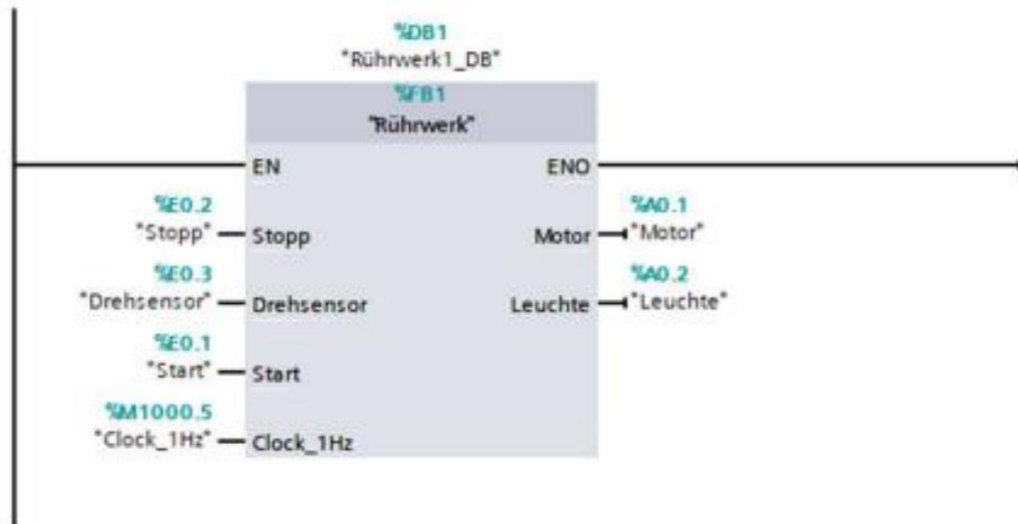 %DB1
"Rührwerk1_DB"
%FB1
"Rührwerk"
EN ENO
%E0.2
"Stopp" Stopp
%A0.1
Motor "Motor"
%E0.3
"Drehsensor" Drehsensor
%A0.2
Leuchte "Leuchte"
%E0.1
"Start" Start
%M1000.5
"Clock_1Hz" Clock_1Hz